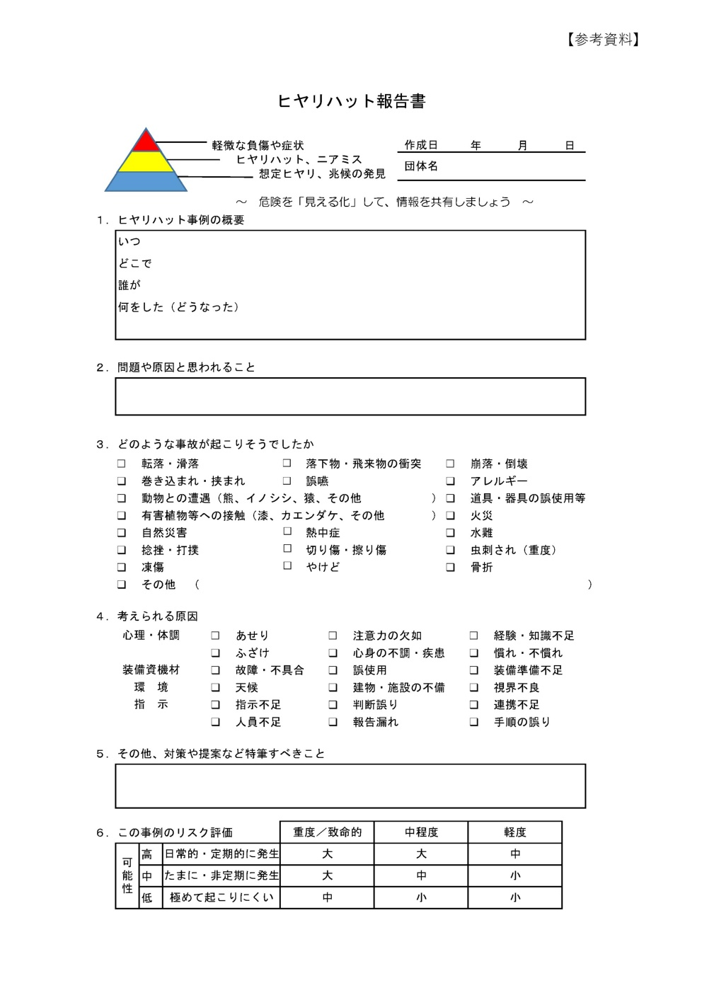 【参考資料】
ヒヤリハット報告書
軽微な負傷や症状
ヒヤリハット、ニアミス
想定ヒヤリ、兆候の発見
作成日　　　年　　　月　　　日
団体名
～　危険を「見える化」して、情報を共有しましょう　～
１．ヒヤリハット事例の概要
いつ
どこで
誰が
何をした（どうなった）
２．問題や原因と思われること
３．どのような事故が起こりそうでしたか
□　転落・滑落　□　落下物・飛来物の衝突　□　崩落・倒壊
□　巻き込まれ・挟まれ　□　誤嚥　□　アレルギー
□　動物との遭遇（熊、イノシシ、猿、その他　　　　　　）□　道具・器具の誤使用等
□　有害植物等への接触（漆、カエンダケ、その他　　　　）□　火災
□　自然災害　□　熱中症　□　水難
□　捻挫・打撲　□　切り傷・擦り傷　□　虫刺され（重度）
□　凍傷　□　やけど　□　骨折
□　その他　（　　　　　　　　　　　　　　　　　　　　）
４．考えられる原因
心理・体調　□　あせり　□　注意力の欠如　□　経験・知識不足
□　ふざけ　□　心身の不調・疾患　□　慣れ・不慣れ
装備資機材　□　故障・不具合　□　誤使用　□　装備準備不足
環　境　□　天候　□　建物・施設の不備　□　視界不良
指　示　□　指示不足　□　判断誤り　□　連携不足
□　人員不足　□　報告漏れ　□　手順の誤り
５．その他、対策や提案など特筆すべきこと
６．この事例のリスク評価　重度／致命的　中程度　軽度
可能性　高　日常的・定期的に発生　大　大　中
中　たまに・非定期に発生　大　中　小
低　極めて起こりにくい　中　小　小